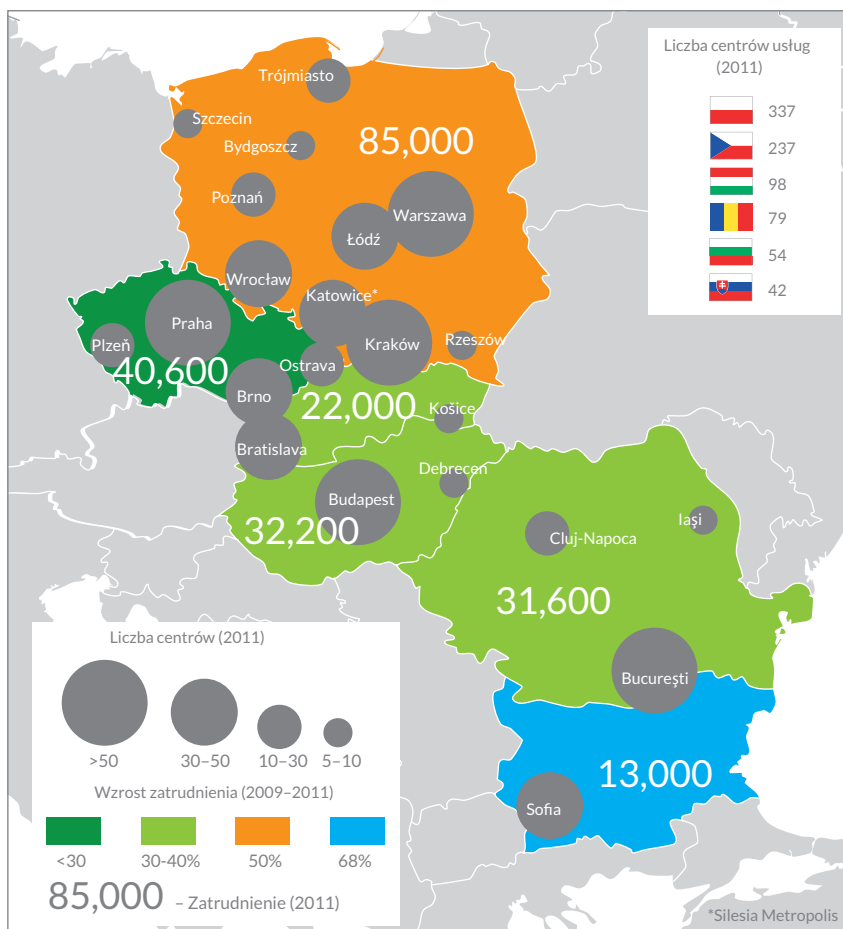 Liczba centrów usług
(2011)
337
237
98
79
54
42
Trójmiasto
Szczecin
Bydgoszcz
85,000
Poznań
Warszawa
Łódź
Wrocław
Katowice*
Praha
Kraków
Rzeszów
Plzeň
40,600
Ostrava
Brno
22,000
Košice
Bratislava
Debrecen
Budapest
32,200
Iaşi
Cluj-Napoca
31,600
Bucureşti
13,000
Sofia
Liczba centrów (2011)
>50
30–50
10–30
5–10
Wzrost zatrudnienia (2009–2011)
<30
30-40%
50%
68%
85,000 – Zatrudnienie (2011)
*Silesia Metropolis